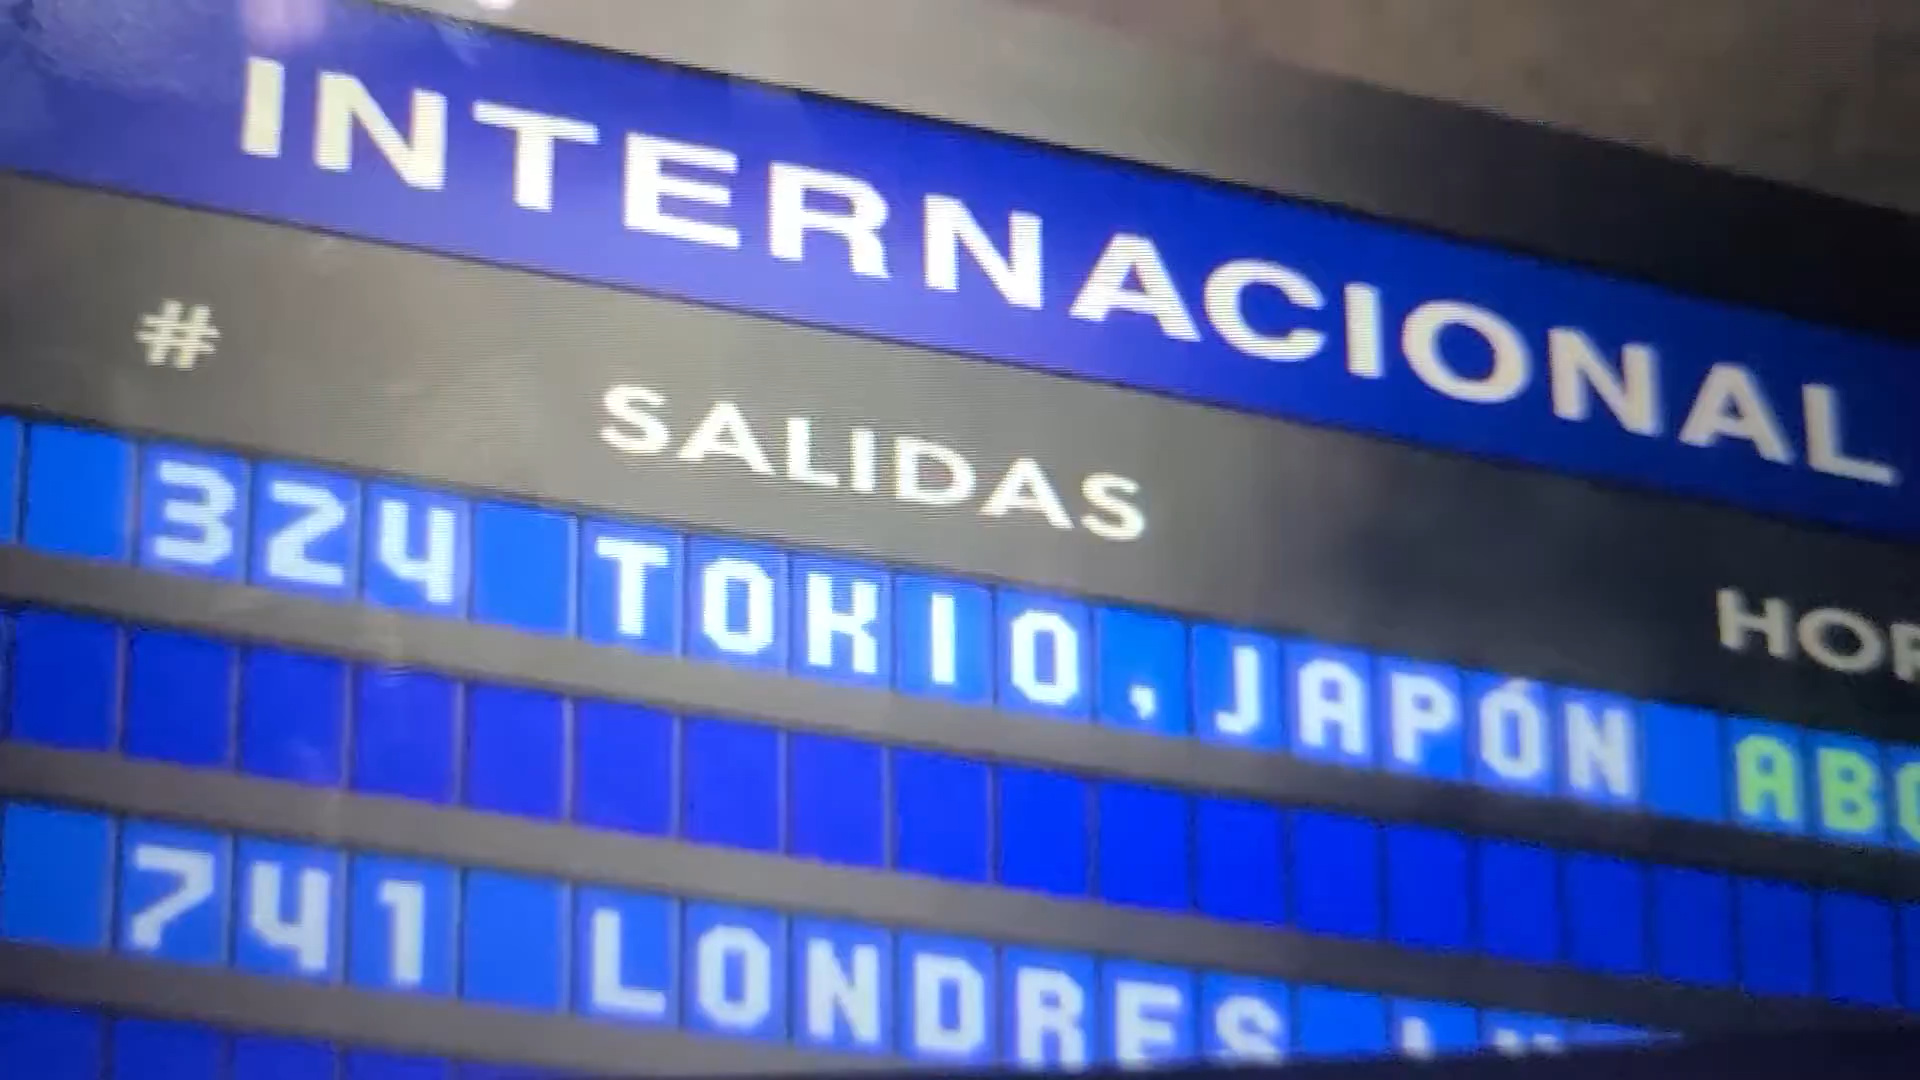 INTERNACIONAL
# SALIDAS
324 TOKIO, JAPÓN
741 LONDRES